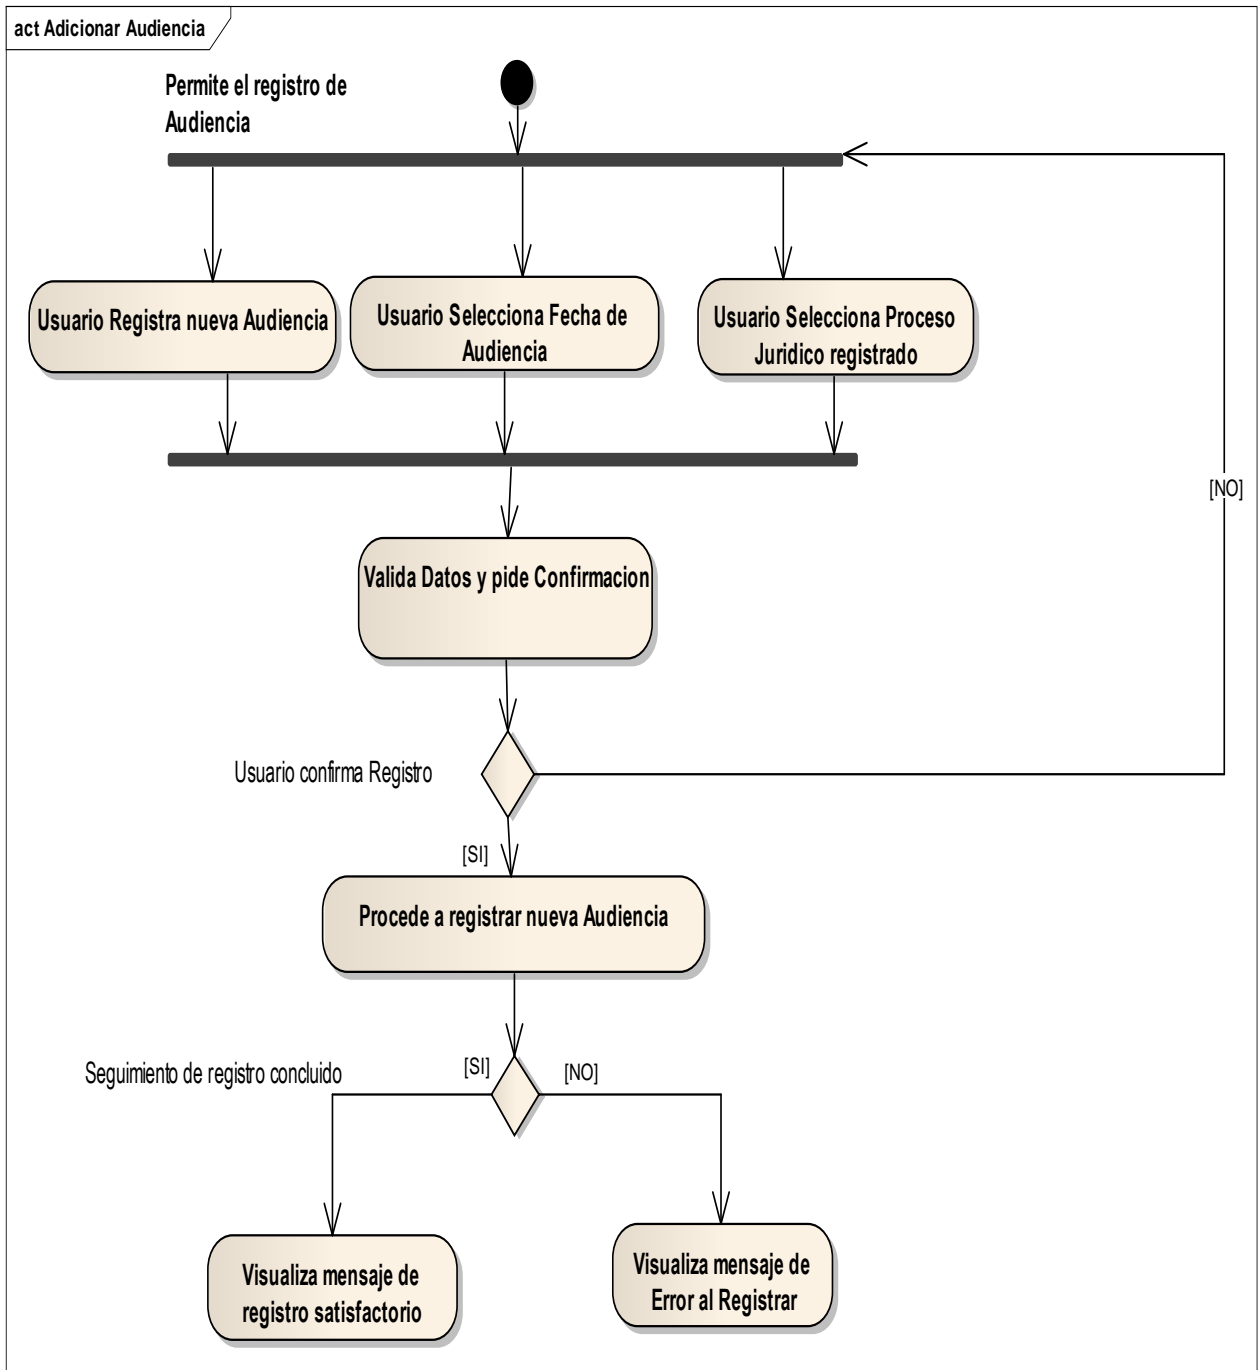 act Adicionar Audiencia
Permite el registro de
Audiencia
Usuario Registra nueva Audiencia
Usuario Selecciona Fecha de
Audiencia
Usuario Selecciona Proceso
Juridico registrado
[NO]
Valida Datos y pide Confirmacion
Usuario confirma Registro
[SI]
Procede a registrar nueva Audiencia
Seguimiento de registro concluido
[SI]
[NO]
Visualiza mensaje de
registro satisfactorio
Visualiza mensaje de
Error al Registrar